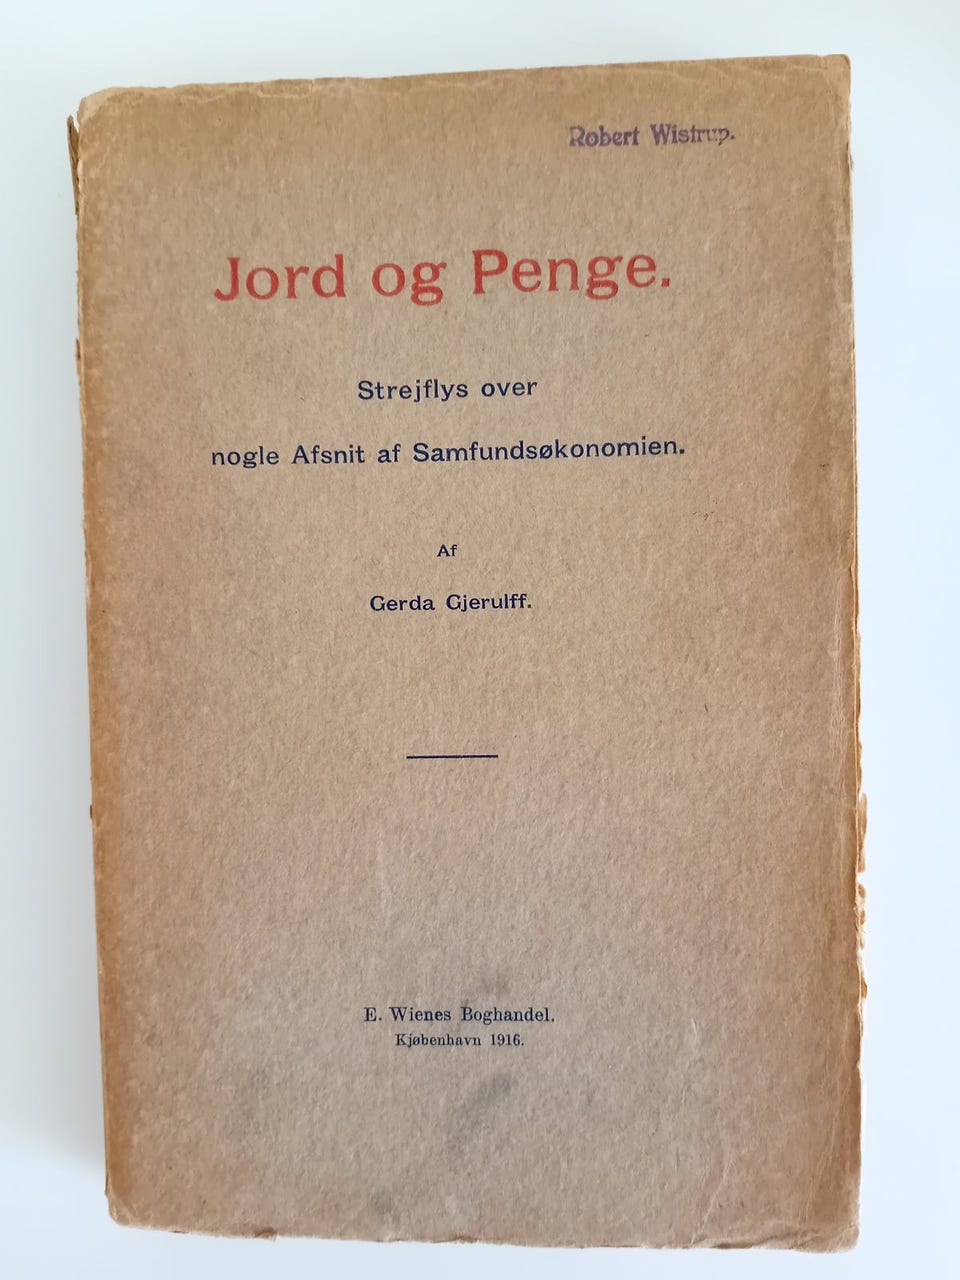 Robert Wistrup.
Jord og Penge.
Strejflys over
nogle Afsnit af Samfundsøkonomien.
Af
Gerda Gjerulff.
E. Wienes Boghandel.
Kjøbenhavn 1916.